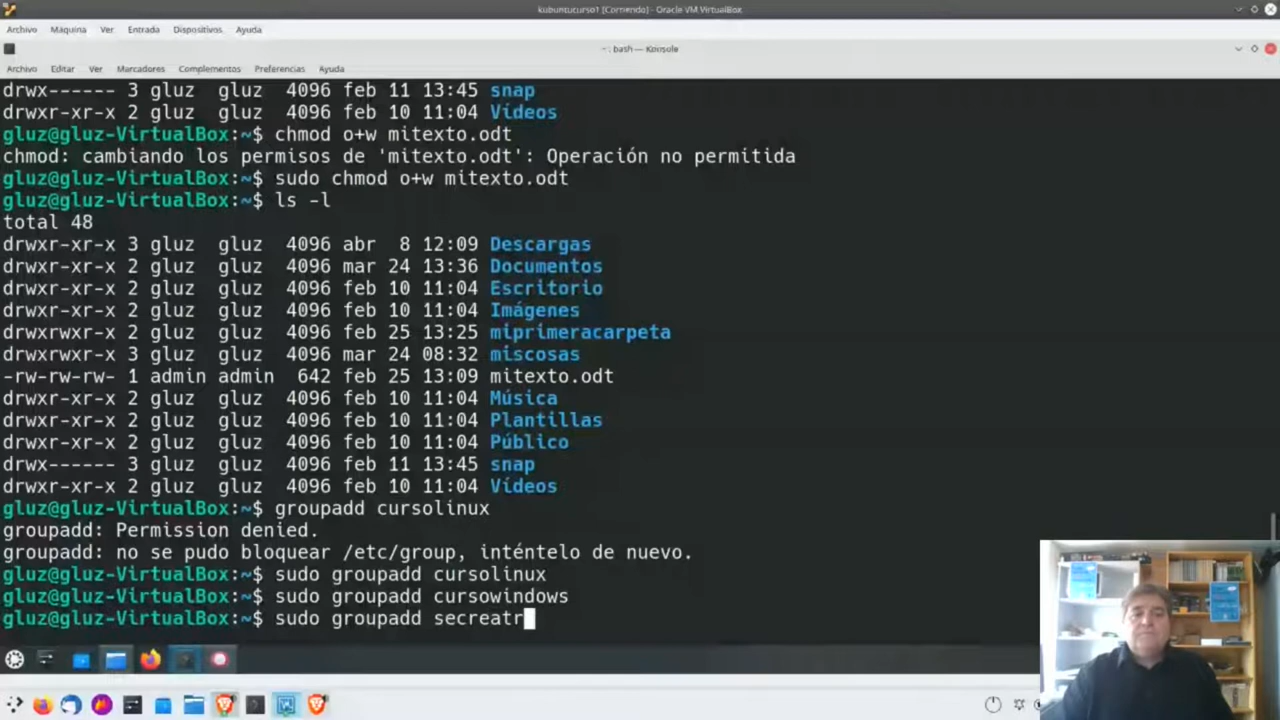 kubuntucurso1 [Corriendo] - Oracle VM VirtualBox
Archivo Máquina Ver Entrada Dispositivos Ayuda
~ : bash — Konsole
Archivo Editar Ver Marcadores Complementos Preferencias Ayuda
drwx------ 3 gluz gluz 4096 feb 11 13:45 snap
drwxr-xr-x 2 gluz gluz 4096 feb 10 11:04 Vídeos
gluz@gluz-VirtualBox:~$ chmod o+w mitexto.odt
chmod: cambiando los permisos de 'mitexto.odt': Operación no permitida
gluz@gluz-VirtualBox:~$ sudo chmod o+w mitexto.odt
gluz@gluz-VirtualBox:~$ ls -l
total 48
drwxr-xr-x 3 gluz gluz 4096 abr 8 12:09 Descargas
drwxr-xr-x 2 gluz gluz 4096 mar 24 13:36 Documentos
drwxr-xr-x 2 gluz gluz 4096 feb 10 11:04 Escritorio
drwxr-xr-x 2 gluz gluz 4096 feb 10 11:04 Imágenes
drwxrwxr-x 2 gluz gluz 4096 feb 25 13:25 miprimeracarpeta
drwxrwxr-x 3 gluz gluz 4096 mar 24 08:32 miscosas
-rw-rw-rw- 1 admin admin 642 feb 25 13:09 mitexto.odt
drwxr-xr-x 2 gluz gluz 4096 feb 10 11:04 Música
drwxr-xr-x 2 gluz gluz 4096 feb 10 11:04 Plantillas
drwxr-xr-x 2 gluz gluz 4096 feb 10 11:04 Público
drwx------ 3 gluz gluz 4096 feb 11 13:45 snap
drwxr-xr-x 2 gluz gluz 4096 feb 10 11:04 Vídeos
gluz@gluz-VirtualBox:~$ groupadd cursolinux
groupadd: Permission denied.
groupadd: no se pudo bloquear /etc/group, inténtelo de nuevo.
gluz@gluz-VirtualBox:~$ sudo groupadd cursolinux
gluz@gluz-VirtualBox:~$ sudo groupadd cursowindows
gluz@gluz-VirtualBox:~$ sudo groupadd secreatr